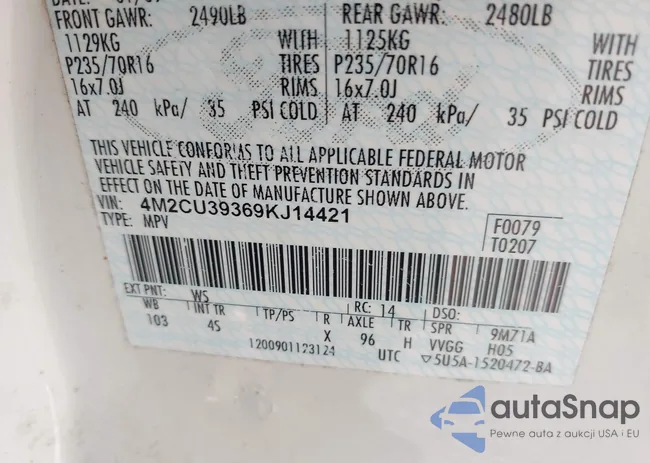 FRONT GAWR: 2490LB REAR GAWR: 2480LB
1129KG WITH 1125KG WITH
P235/70R16 TIRES P235/70R16 TIRES
16x7.0J RIMS 16x7.0J RIMS
AT 240 kPa/ 35 PSI COLD AT 240 kPa/ 35 PSI COLD
THIS VEHICLE CONFORMS TO ALL APPLICABLE FEDERAL MOTOR
VEHICLE SAFETY AND THEFT PREVENTION STANDARDS IN
EFFECT ON THE DATE OF MANUFACTURE SHOWN ABOVE.
VIN: 4M2CU39369KJ14421
TYPE: MPV
F0079
T0207
EXT PNT: WS RC: 14 DSO:
WB INT TR TP/PS R AXLE TR SPR 9M71A
103 4S X 96 H VVGG H05
1200901123124 UTC ▽5U5A-1520472-BA
autaSnap
Pewne auta z aukcji USA i EU